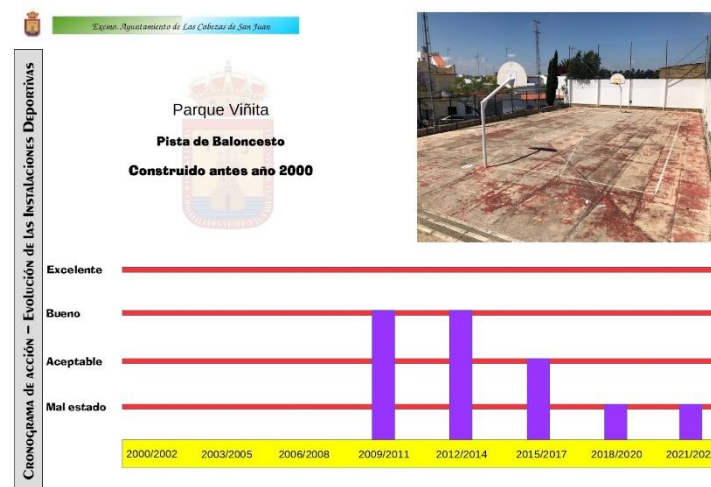 Excmo. Ayuntamiento de Las Cabezas de San Juan
Cronograma de acción – Evolución de las Instalaciones Deportivas
Parque Viñita
Pista de Baloncesto
Construido antes año 2000
Excelente
Bueno
Aceptable
Mal estado
2000/2002 2003/2005 2006/2008 2009/2011 2012/2014 2015/2017 2018/2020 2021/202